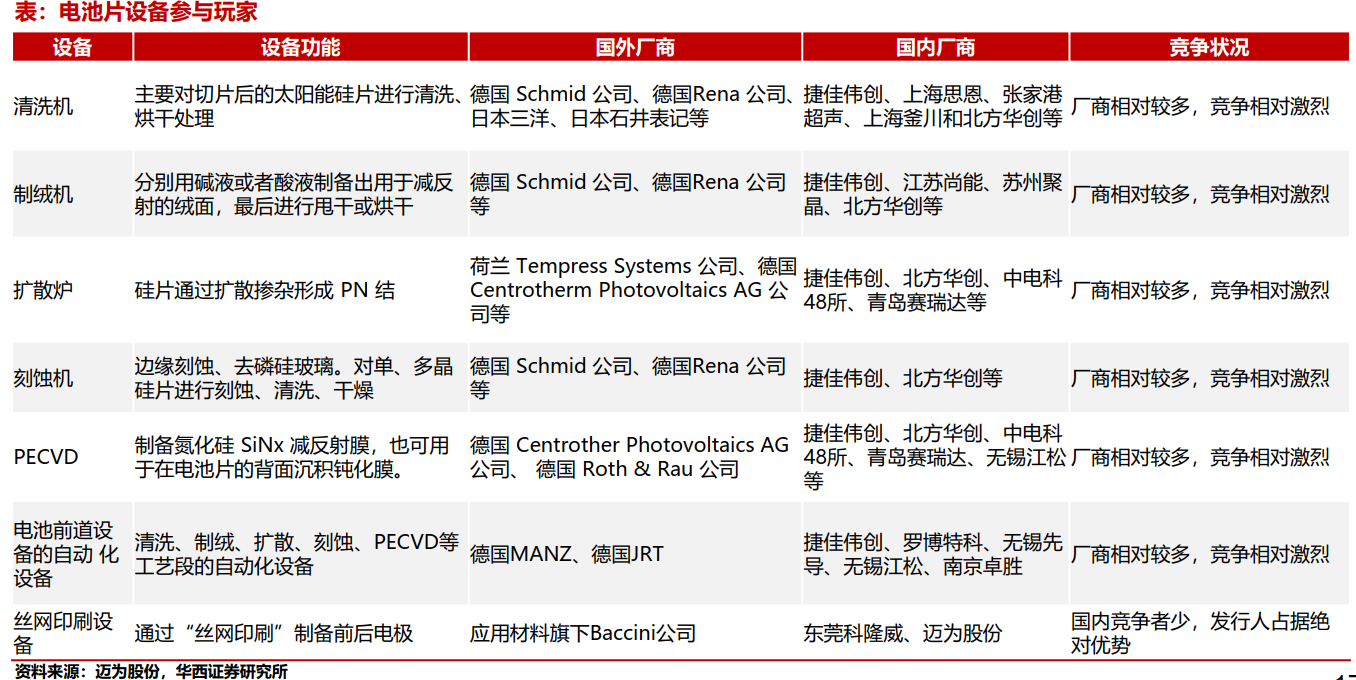 表：电池片设备参与玩家
设备 设备功能 国外厂商 国内厂商 竞争状况
清洗机
主要对切片后的太阳能硅片进行清洗、
烘干处理
德国 Schmid 公司、德国Rena 公司、
日本三洋、日本石井表记等
捷佳伟创、上海思恩、张家港
超声、上海釜川和北方华创等
厂商相对较多，竞争相对激烈
制绒机
分别用碱液或者酸液制备出用于减反
射的绒面，最后进行甩干或烘干
德国 Schmid 公司、德国Rena 公司
等
捷佳伟创、江苏尚能、苏州聚
晶、北方华创等
厂商相对较多，竞争相对激烈
扩散炉
硅片通过扩散掺杂形成 PN 结
荷兰 Tempress Systems 公司、德国
Centrotherm Photovoltaics AG 公
司等
捷佳伟创、北方华创、中电科
48所、青岛赛瑞达等
厂商相对较多，竞争相对激烈
刻蚀机
边缘刻蚀、去磷硅玻璃。对单、多晶
硅片进行刻蚀、清洗、干燥
德国 Schmid 公司、德国Rena 公司
等
捷佳伟创、北方华创等
厂商相对较多，竞争相对激烈
PECVD
制备氮化硅 SiNx 减反射膜，也可用
于在电池片的背面沉积钝化膜。
德国 Centrother Photovoltaics AG
公司、 德国 Roth & Rau 公司
捷佳伟创、北方华创、中电科
48所、青岛赛瑞达、无锡江松
等
厂商相对较多，竞争相对激烈
电池前道设
备的自动 化
设备
清洗、制绒、扩散、刻蚀、PECVD等
工艺段的自动化设备
德国MANZ、德国JRT
捷佳伟创、罗博特科、无锡先
导、无锡江松、南京卓胜
厂商相对较多，竞争相对激烈
丝网印刷设
备
通过“丝网印刷”制备前后电极
应用材料旗下Baccini公司
东莞科隆威、迈为股份
国内竞争者少，发行人占据绝
对优势
资料来源：迈为股份，华西证券研究所